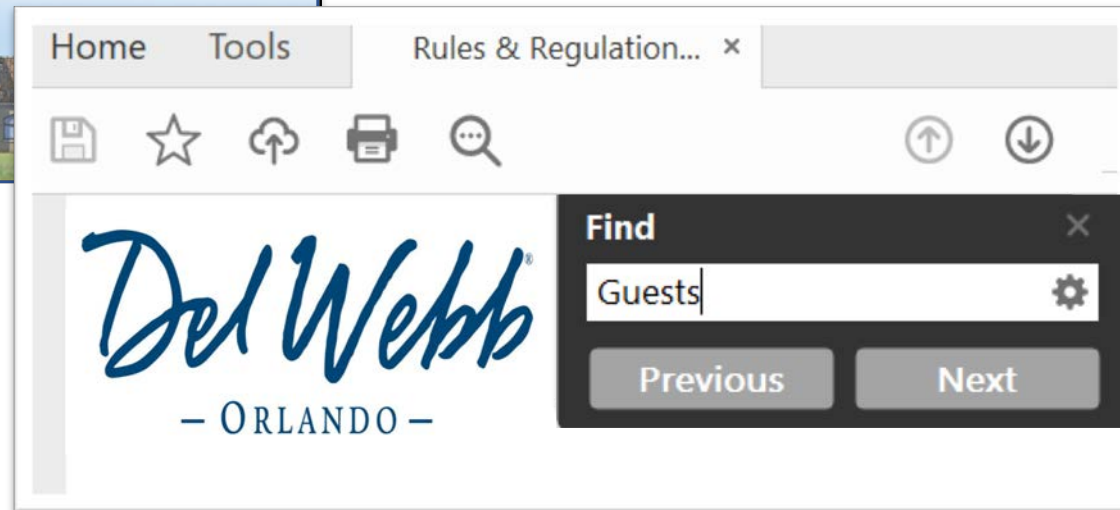 Home Tools Rules & Regulation... ×
Find
Guests
Previous Next
Del Webb®
– ORLANDO –